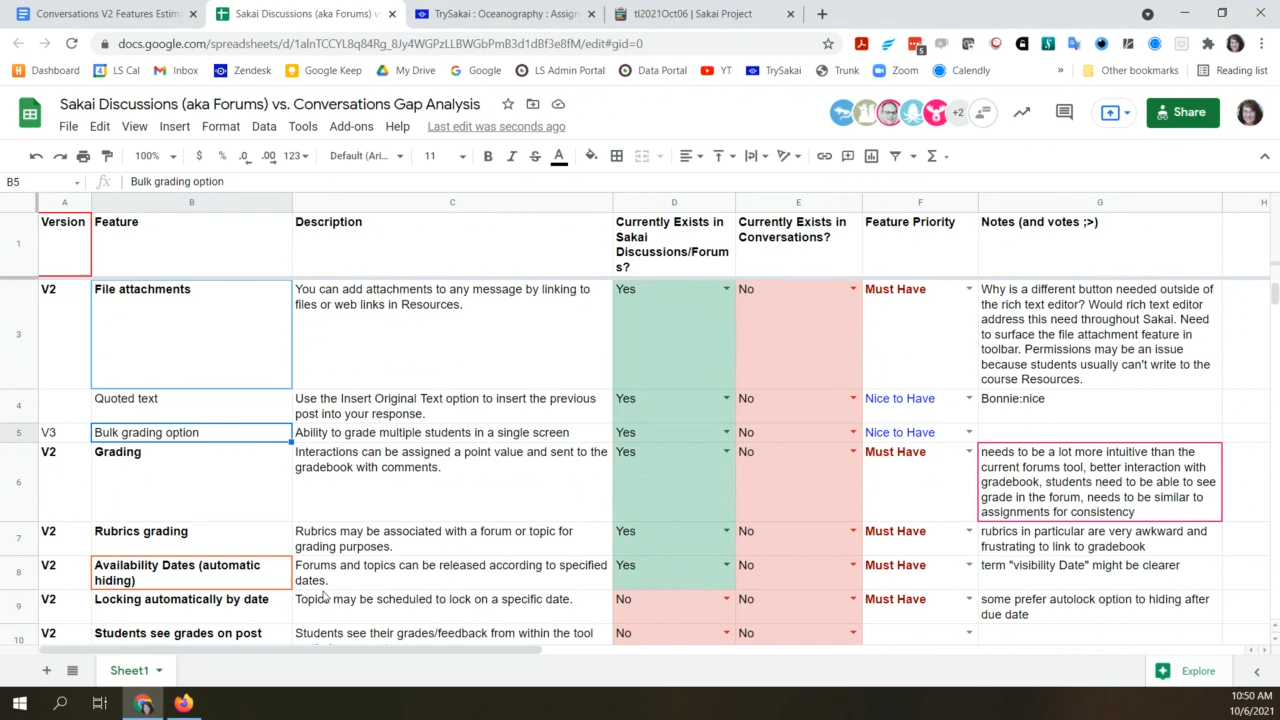 Conversations V2 Features Estim
Sakai Discussions (aka Forums) v
TrySakai : Oceanography : Assign
tl2021Oct06 | Sakai Project
docs.google.com/spreadsheets/d/1alnTCCYL8q84Rg_8Jy4WGPzLLBWGbPmB3d1dBf3e8fM/edit#gid=0
5
Dashboard
LS Cal
Inbox
Zendesk
Google Keep
My Drive
Google
LS Admin Portal
Data Portal
YT
TrySakai
Trunk
Zoom
Calendly
»
Other bookmarks
Reading list
Sakai Discussions (aka Forums) vs. Conversations Gap Analysis
+2
Share
File Edit View Insert Format Data Tools Add-ons Help Last edit was seconds ago
100% $ % .0 .00 123 Default (Ari... 11 B I S A
B5 fx Bulk grading option
A B C D E F G H
1
Version Feature Description
Currently Exists in
Sakai
Discussions/Forum
s?
Currently Exists in
Conversations?
Feature Priority
Notes (and votes ;>)
3
V2 File attachments
You can add attachments to any message by linking to
files or web links in Resources.
Yes No Must Have
Why is a different button needed outside of
the rich text editor? Would rich text editor
address this need throughout Sakai. Need
to surface the file attachment feature in
toolbar. Permissions may be an issue
because students usually can't write to the
course Resources.
4
Quoted text
Use the Insert Original Text option to insert the previous
post into your response.
Yes No Nice to Have Bonnie:nice
5
V3 Bulk grading option Ability to grade multiple students in a single screen Yes No Nice to Have
6
V2 Grading
Interactions can be assigned a point value and sent to the
gradebook with comments.
Yes No Must Have
needs to be a lot more intuitive than the
current forums tool, better interaction with
gradebook, students need to be able to see
grade in the forum, needs to be similar to
assignments for consistency
7
V2 Rubrics grading
Rubrics may be associated with a forum or topic for
grading purposes.
Yes No Must Have
rubrics in particular are very awkward and
frustrating to link to gradebook
8
V2 Availability Dates (automatic
hiding)
Forums and topics can be released according to specified
dates.
Yes No Must Have term "visibility Date" might be clearer
9
V2 Locking automatically by date Topics may be scheduled to lock on a specific date. No No Must Have
some prefer autolock option to hiding after
due date
10
V2 Students see grades on post Students see their grades/feedback from within the tool No No
Sheet1
Explore
10:50 AM
10/6/2021